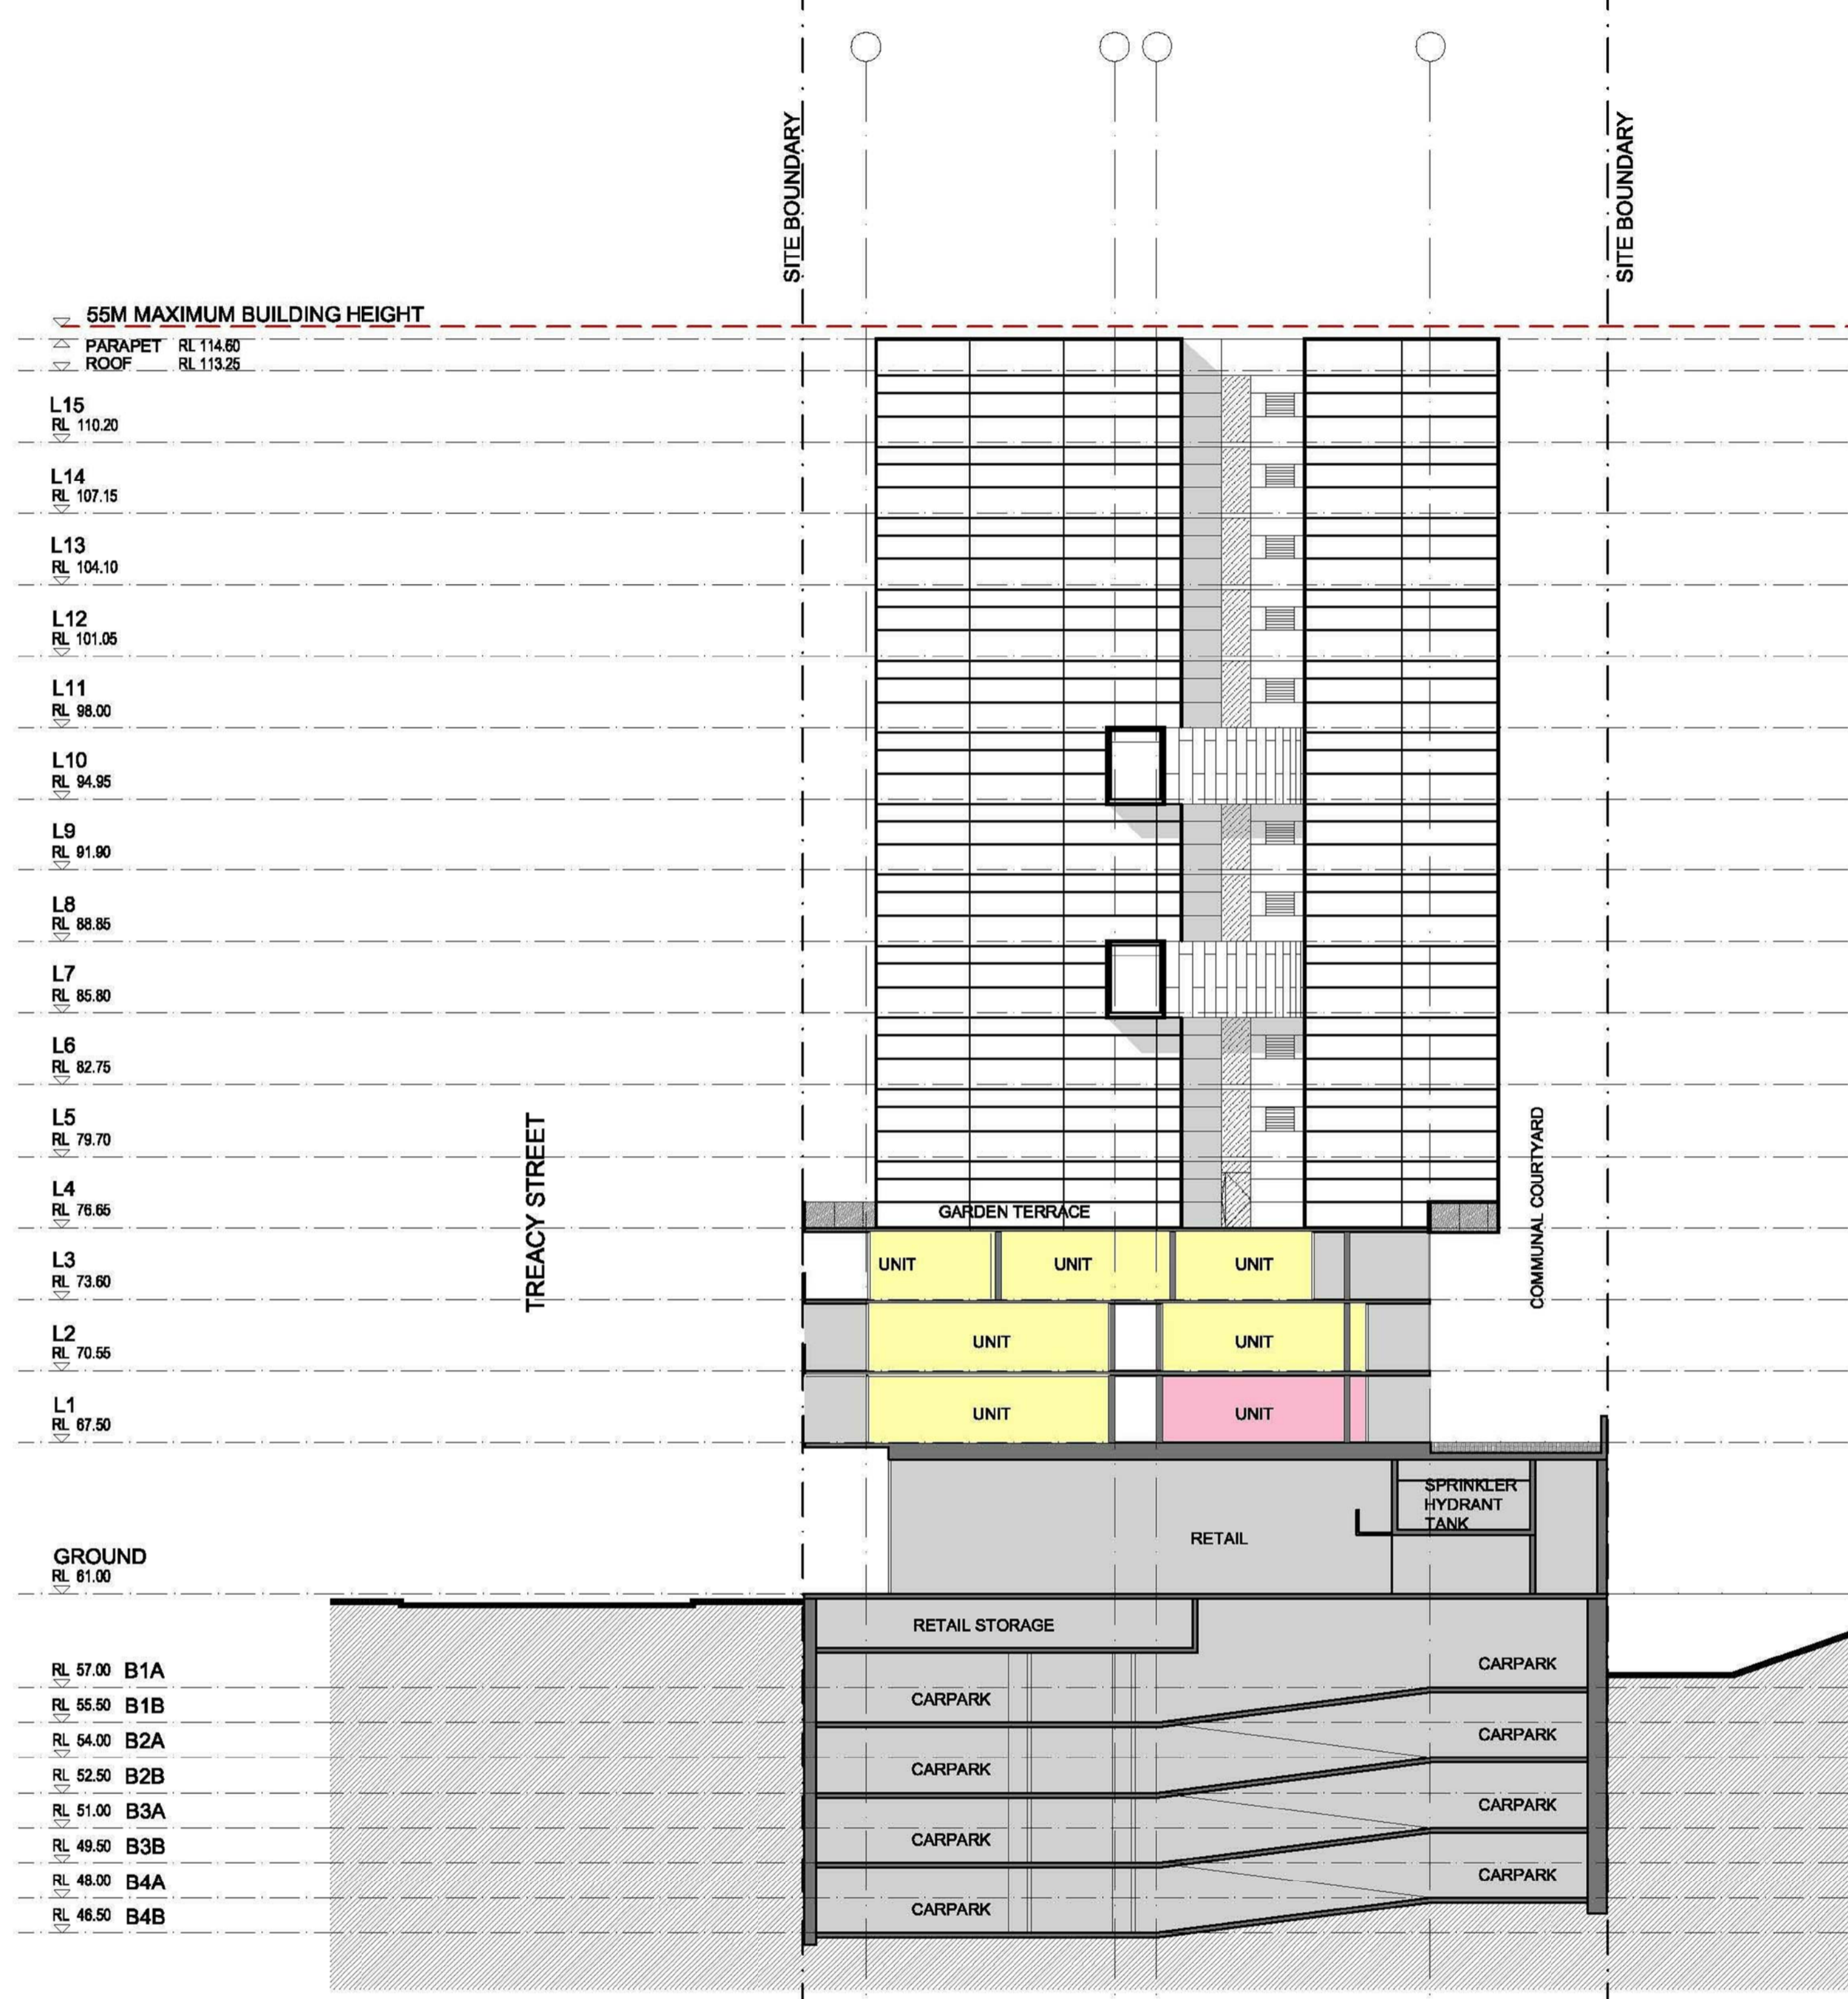 SITE BOUNDARY
SITE BOUNDARY
55M MAXIMUM BUILDING HEIGHT
PARAPET RL 114.60
ROOF RL 113.25
L15
RL 110.20
L14
RL 107.15
L13
RL 104.10
L12
RL 101.05
L11
RL 98.00
L10
RL 94.95
L9
RL 91.90
L8
RL 88.85
L7
RL 85.80
L6
RL 82.75
L5
RL 79.70
TREACY STREET
COMMUNAL COURTYARD
L4
RL 76.65
GARDEN TERRACE
L3
RL 73.60
UNIT UNIT UNIT
L2
RL 70.55
UNIT UNIT
L1
RL 67.50
UNIT UNIT
SPRINKLER
HYDRANT
TANK
RETAIL
GROUND
RL 61.00
RETAIL STORAGE
RL 57.00 B1A
CARPARK
RL 55.50 B1B
CARPARK
RL 54.00 B2A
CARPARK
RL 52.50 B2B
CARPARK
RL 51.00 B3A
CARPARK
RL 49.50 B3B
CARPARK
RL 48.00 B4A
CARPARK
RL 46.50 B4B
CARPARK